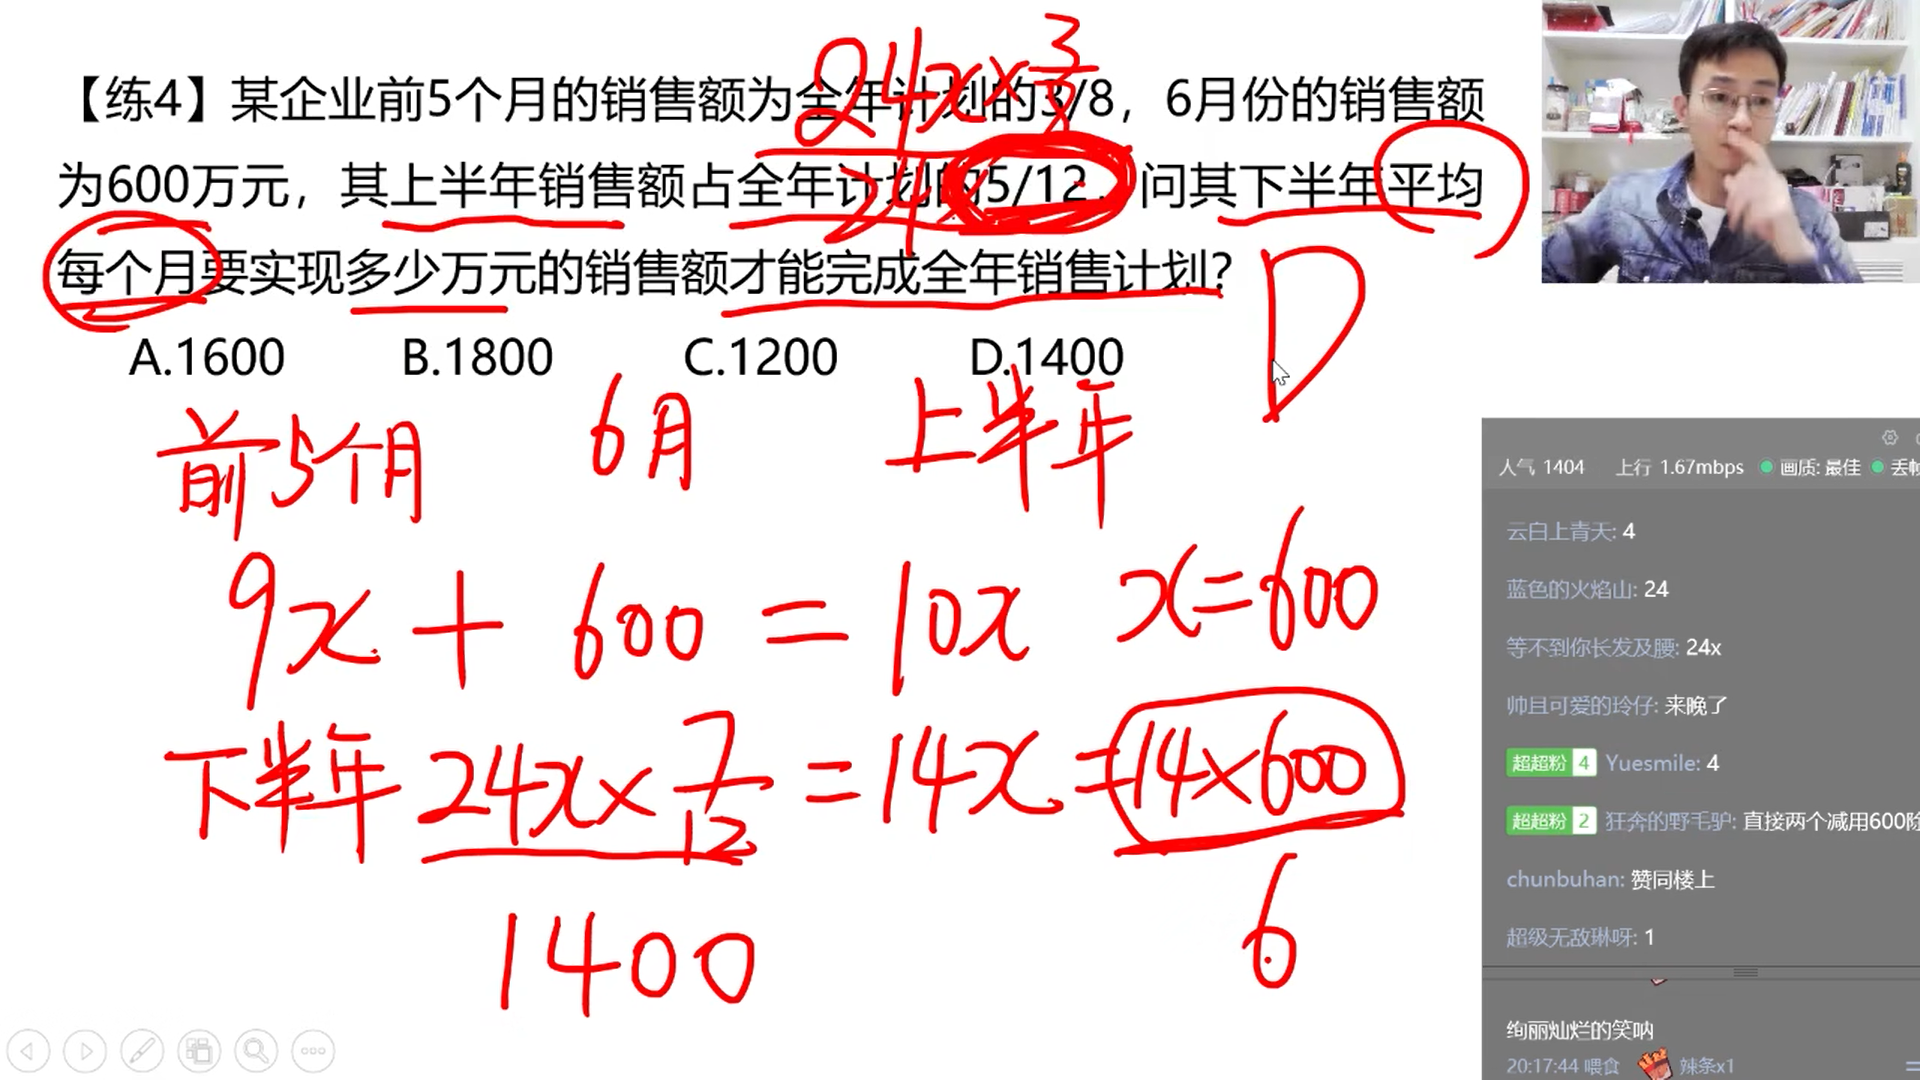 【练4】某企业前5个月的销售额为全年计划的3/8，6月份的销售额
为600万元，其上半年销售额占全年计划的5/12，问其下半年平均
每个月要实现多少万元的销售额才能完成全年销售计划？
A.1600 B.1800 C.1200 D.1400
24x×3/8
24x
D
前5个月 6月 上半年
9x + 600 = 10x x=600
下半年 24x×7/12 = 14x = 14×600
6
1400
人气 1404 上行 1.67mbps 画质: 最佳 丢帧
云白上青天: 4
蓝色的火焰山: 24
等不到你长发及腰: 24x
帅且可爱的玲仔: 来晚了
超超粉 4 Yuesmile: 4
超超粉 2 狂奔的野毛驴: 直接两个减用600除
chunbuhan: 赞同楼上
超级无敌琳呀: 1
绚丽灿烂的笑呐
20:17:44 喂食 辣条x1